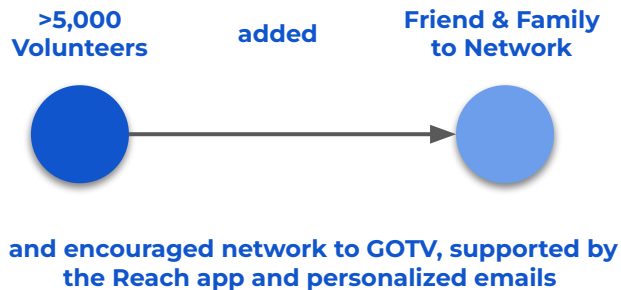 >5,000
Volunteers
added
Friend & Family
to Network
and encouraged network to GOTV, supported by
the Reach app and personalized emails